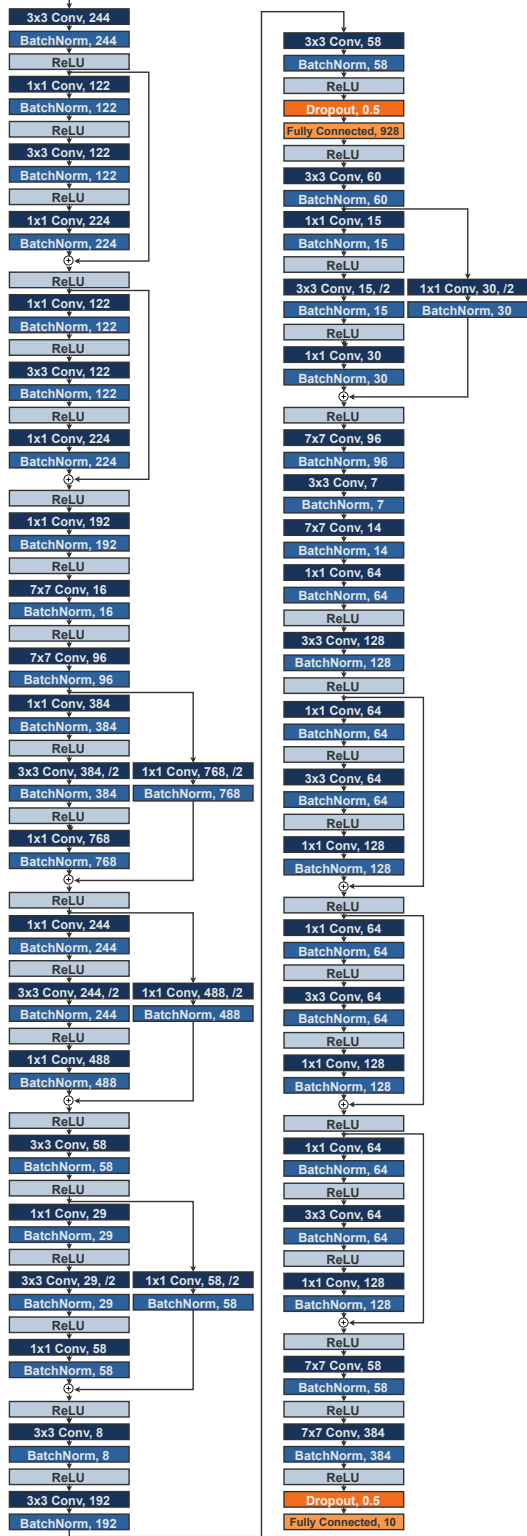 3x3 Conv, 244
BatchNorm, 244
ReLU
1x1 Conv, 122
BatchNorm, 122
ReLU
3x3 Conv, 122
BatchNorm, 122
ReLU
1x1 Conv, 224
BatchNorm, 224
ReLU
1x1 Conv, 122
BatchNorm, 122
ReLU
3x3 Conv, 122
BatchNorm, 122
ReLU
1x1 Conv, 224
BatchNorm, 224
ReLU
1x1 Conv, 192
BatchNorm, 192
ReLU
7x7 Conv, 16
BatchNorm, 16
ReLU
7x7 Conv, 96
BatchNorm, 96
1x1 Conv, 384
BatchNorm, 384
ReLU
3x3 Conv, 384, /2
BatchNorm, 384
ReLU
1x1 Conv, 768
BatchNorm, 768
1x1 Conv, 768, /2
BatchNorm, 768
ReLU
1x1 Conv, 244
BatchNorm, 244
ReLU
3x3 Conv, 244, /2
BatchNorm, 244
ReLU
1x1 Conv, 488
BatchNorm, 488
1x1 Conv, 488, /2
BatchNorm, 488
ReLU
3x3 Conv, 58
BatchNorm, 58
ReLU
1x1 Conv, 29
BatchNorm, 29
ReLU
3x3 Conv, 29, /2
BatchNorm, 29
ReLU
1x1 Conv, 58
BatchNorm, 58
1x1 Conv, 58, /2
BatchNorm, 58
ReLU
3x3 Conv, 8
BatchNorm, 8
ReLU
3x3 Conv, 192
BatchNorm, 192
3x3 Conv, 58
BatchNorm, 58
ReLU
Dropout, 0.5
Fully Connected, 928
ReLU
3x3 Conv, 60
BatchNorm, 60
1x1 Conv, 15
BatchNorm, 15
ReLU
3x3 Conv, 15, /2
BatchNorm, 15
ReLU
1x1 Conv, 30
BatchNorm, 30
1x1 Conv, 30, /2
BatchNorm, 30
ReLU
7x7 Conv, 96
BatchNorm, 96
3x3 Conv, 7
BatchNorm, 7
7x7 Conv, 14
BatchNorm, 14
1x1 Conv, 64
BatchNorm, 64
ReLU
3x3 Conv, 128
BatchNorm, 128
ReLU
1x1 Conv, 64
BatchNorm, 64
ReLU
3x3 Conv, 64
BatchNorm, 64
ReLU
1x1 Conv, 128
BatchNorm, 128
ReLU
1x1 Conv, 64
BatchNorm, 64
ReLU
3x3 Conv, 64
BatchNorm, 64
ReLU
1x1 Conv, 128
BatchNorm, 128
ReLU
1x1 Conv, 64
BatchNorm, 64
ReLU
3x3 Conv, 64
BatchNorm, 64
ReLU
1x1 Conv, 128
BatchNorm, 128
ReLU
7x7 Conv, 58
BatchNorm, 58
ReLU
7x7 Conv, 384
BatchNorm, 384
ReLU
Dropout, 0.5
Fully Connected, 10